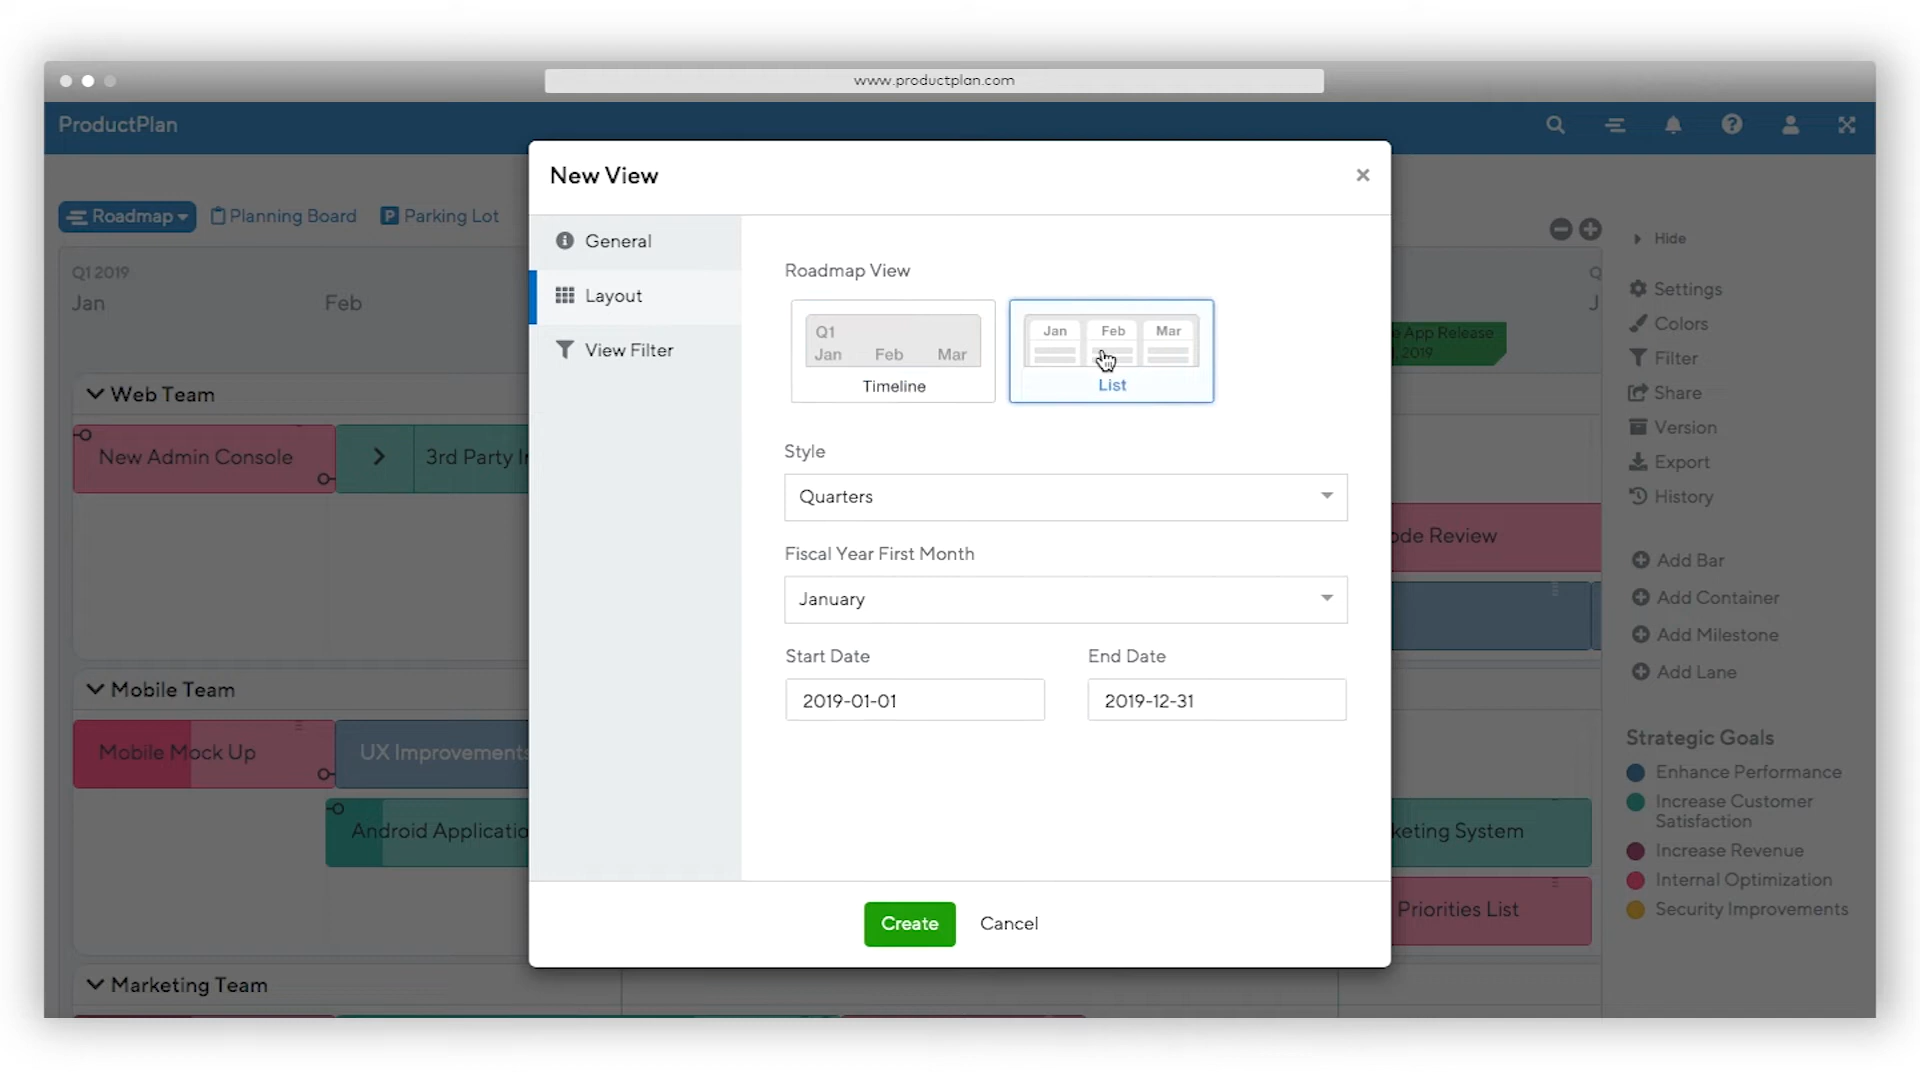 www.productplan.com
ProductPlan
New View
Roadmap
Planning Board
Parking Lot
Hide
Q1 2019
Jan
Feb
General
Layout
View Filter
Roadmap View
Q1
Jan Feb Mar
Timeline
Jan Feb Mar
List
Style
Quarters
Fiscal Year First Month
January
Start Date
End Date
2019-01-01
2019-12-31
Create
Cancel
App Release
2019
Web Team
New Admin Console
3rd Party
ode Review
Mobile Team
Mobile Mock Up
UX Improvements
Android Applicatio
keting System
Priorities List
Marketing Team
Settings
Colors
Filter
Share
Version
Export
History
Add Bar
Add Container
Add Milestone
Add Lane
Strategic Goals
Enhance Performance
Increase Customer
Satisfaction
Increase Revenue
Internal Optimization
Security Improvements